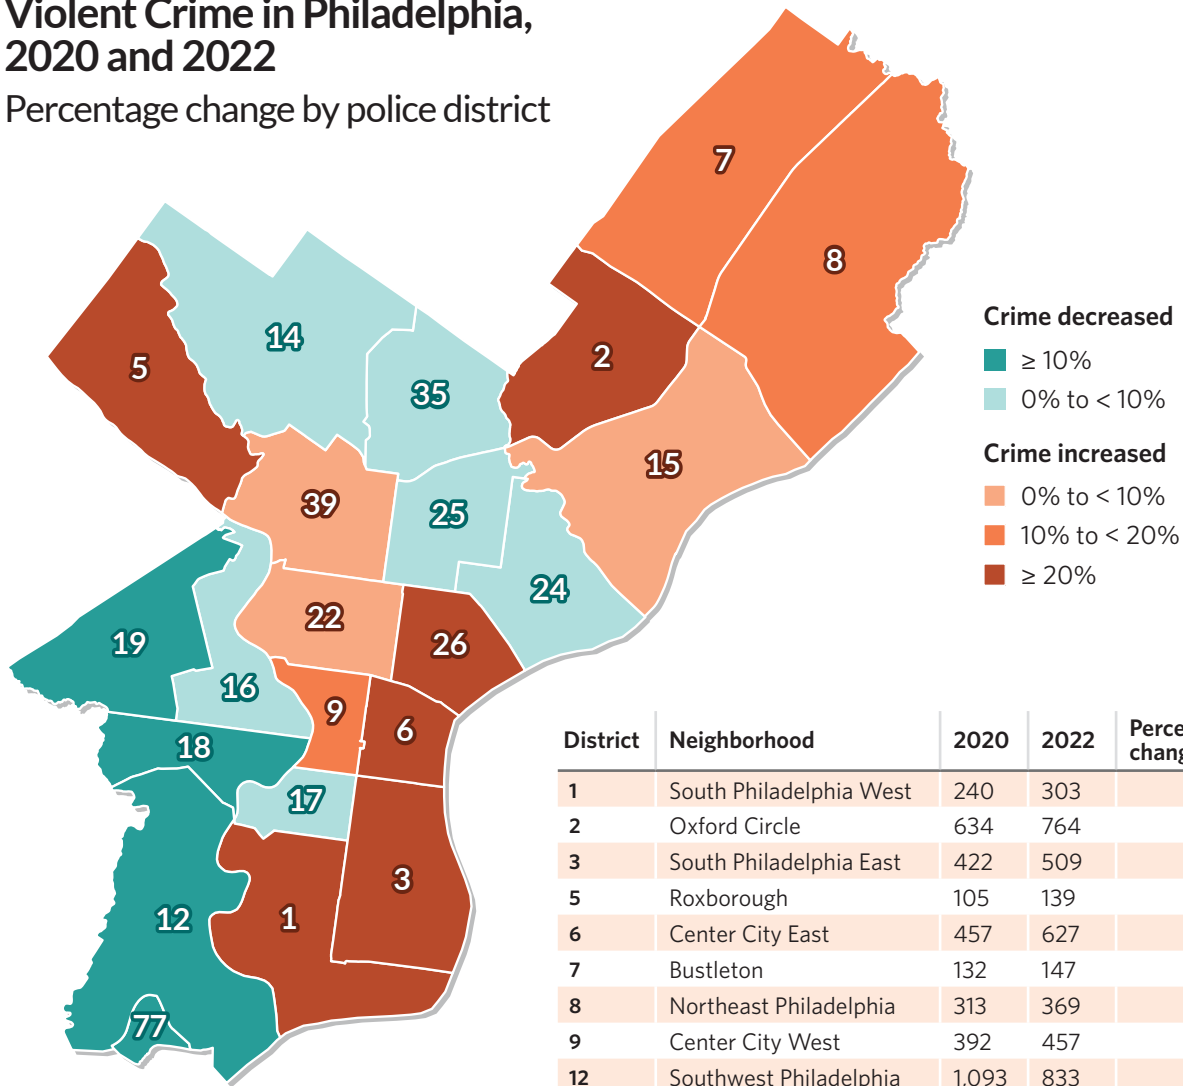 Violent Crime in Philadelphia,
2020 and 2022
Percentage change by police district
7
8
14
5
2
35
15
39
25
24
22
26
19
16
9
6
18
17
3
12
1
77
Crime decreased
≥ 10%
0% to < 10%
Crime increased
0% to < 10%
10% to < 20%
≥ 20%
District Neighborhood 2020 2022 Perce
chang
1 South Philadelphia West 240 303
2 Oxford Circle 634 764
3 South Philadelphia East 422 509
5 Roxborough 105 139
6 Center City East 457 627
7 Bustleton 132 147
8 Northeast Philadelphia 313 369
9 Center City West 392 457
12 Southwest Philadelphia 1,093 833